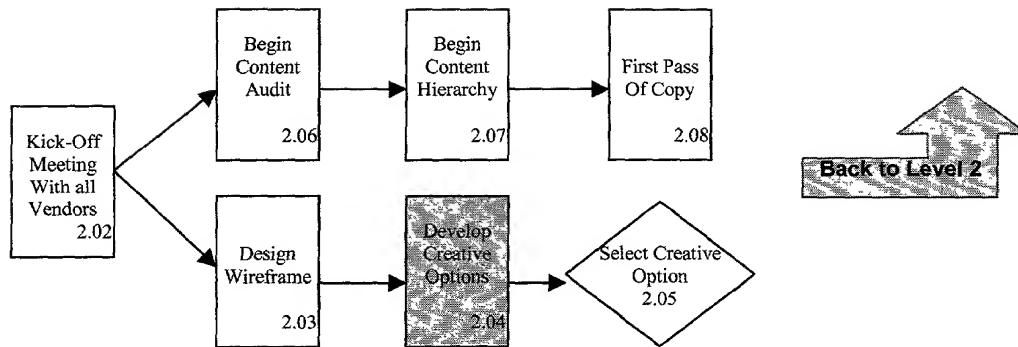 Kick-Off
Meeting
With all
Vendors
2.02
Begin
Content
Audit
2.06
Begin
Content
Hierarchy
2.07
First Pass
Of Copy
2.08
Back to Level 2
Design
Wireframe
2.03
Develop
Creative
Options
2.04
Select Creative
Option
2.05